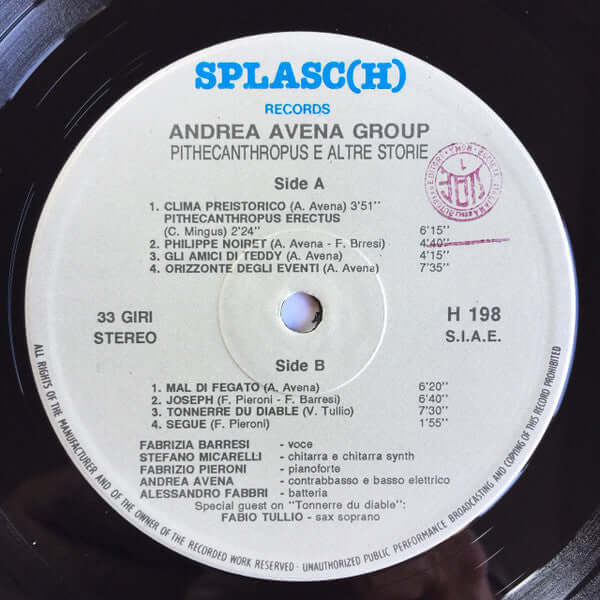 SPLASC(H)
RECORDS
ANDREA AVENA GROUP
PITHECANTHROPUS E ALTRE STORIE
Side A
1. CLIMA PREISTORICO (A. Avena) 3'51''
PITHECANTHROPUS ERECTUS
(C. Mingus) 2'24'' 6'15''
2. PHILIPPE NOIRET (A. Avena - F. Brresi) 4'40''
3. GLI AMICI DI TEDDY (A. Avena) 4'15''
4. ORIZZONTE DEGLI EVENTI (A. Avena) 7'35''
33 GIRI H 198
STEREO S.I.A.E.
Side B
1. MAL DI FEGATO (A. Avena) 6'20''
2. JOSEPH (F. Pieroni - F. Barresi) 6'40''
3. TONNERRE DU DIABLE (V. Tullio) 7'30''
4. SEGUE (F. Pieroni) 1'55''
FABRIZIA BARRESI - voce
STEFANO MICARELLI - chitarra e chitarra synth
FABRIZIO PIERONI - pianoforte
ANDREA AVENA - contrabbasso e basso elettrico
ALESSANDRO FABBRI - batteria
Special guest on "Tonnerre du diable":
FABIO TULLIO - sax soprano
ALL RIGHTS OF THE MANUFACTURER AND OF THE OWNER OF THE RECORDED WORK RESERVED - UNAUTHORIZED PUBLIC PERFORMANCE BROADCASTING AND COPYING OF THIS RECORD PROHIBITED